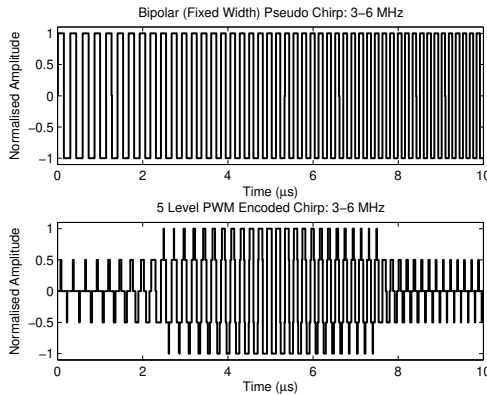 Bipolar (Fixed Width) Pseudo Chirp: 3−6 MHz
Normalised Amplitude
1
0.5
0
−0.5
−1
0 2 4 6 8 10
Time (μs)
5 Level PWM Encoded Chirp: 3−6 MHz
Normalised Amplitude
1
0.5
0
−0.5
−1
0 2 4 6 8 10
Time (μs)